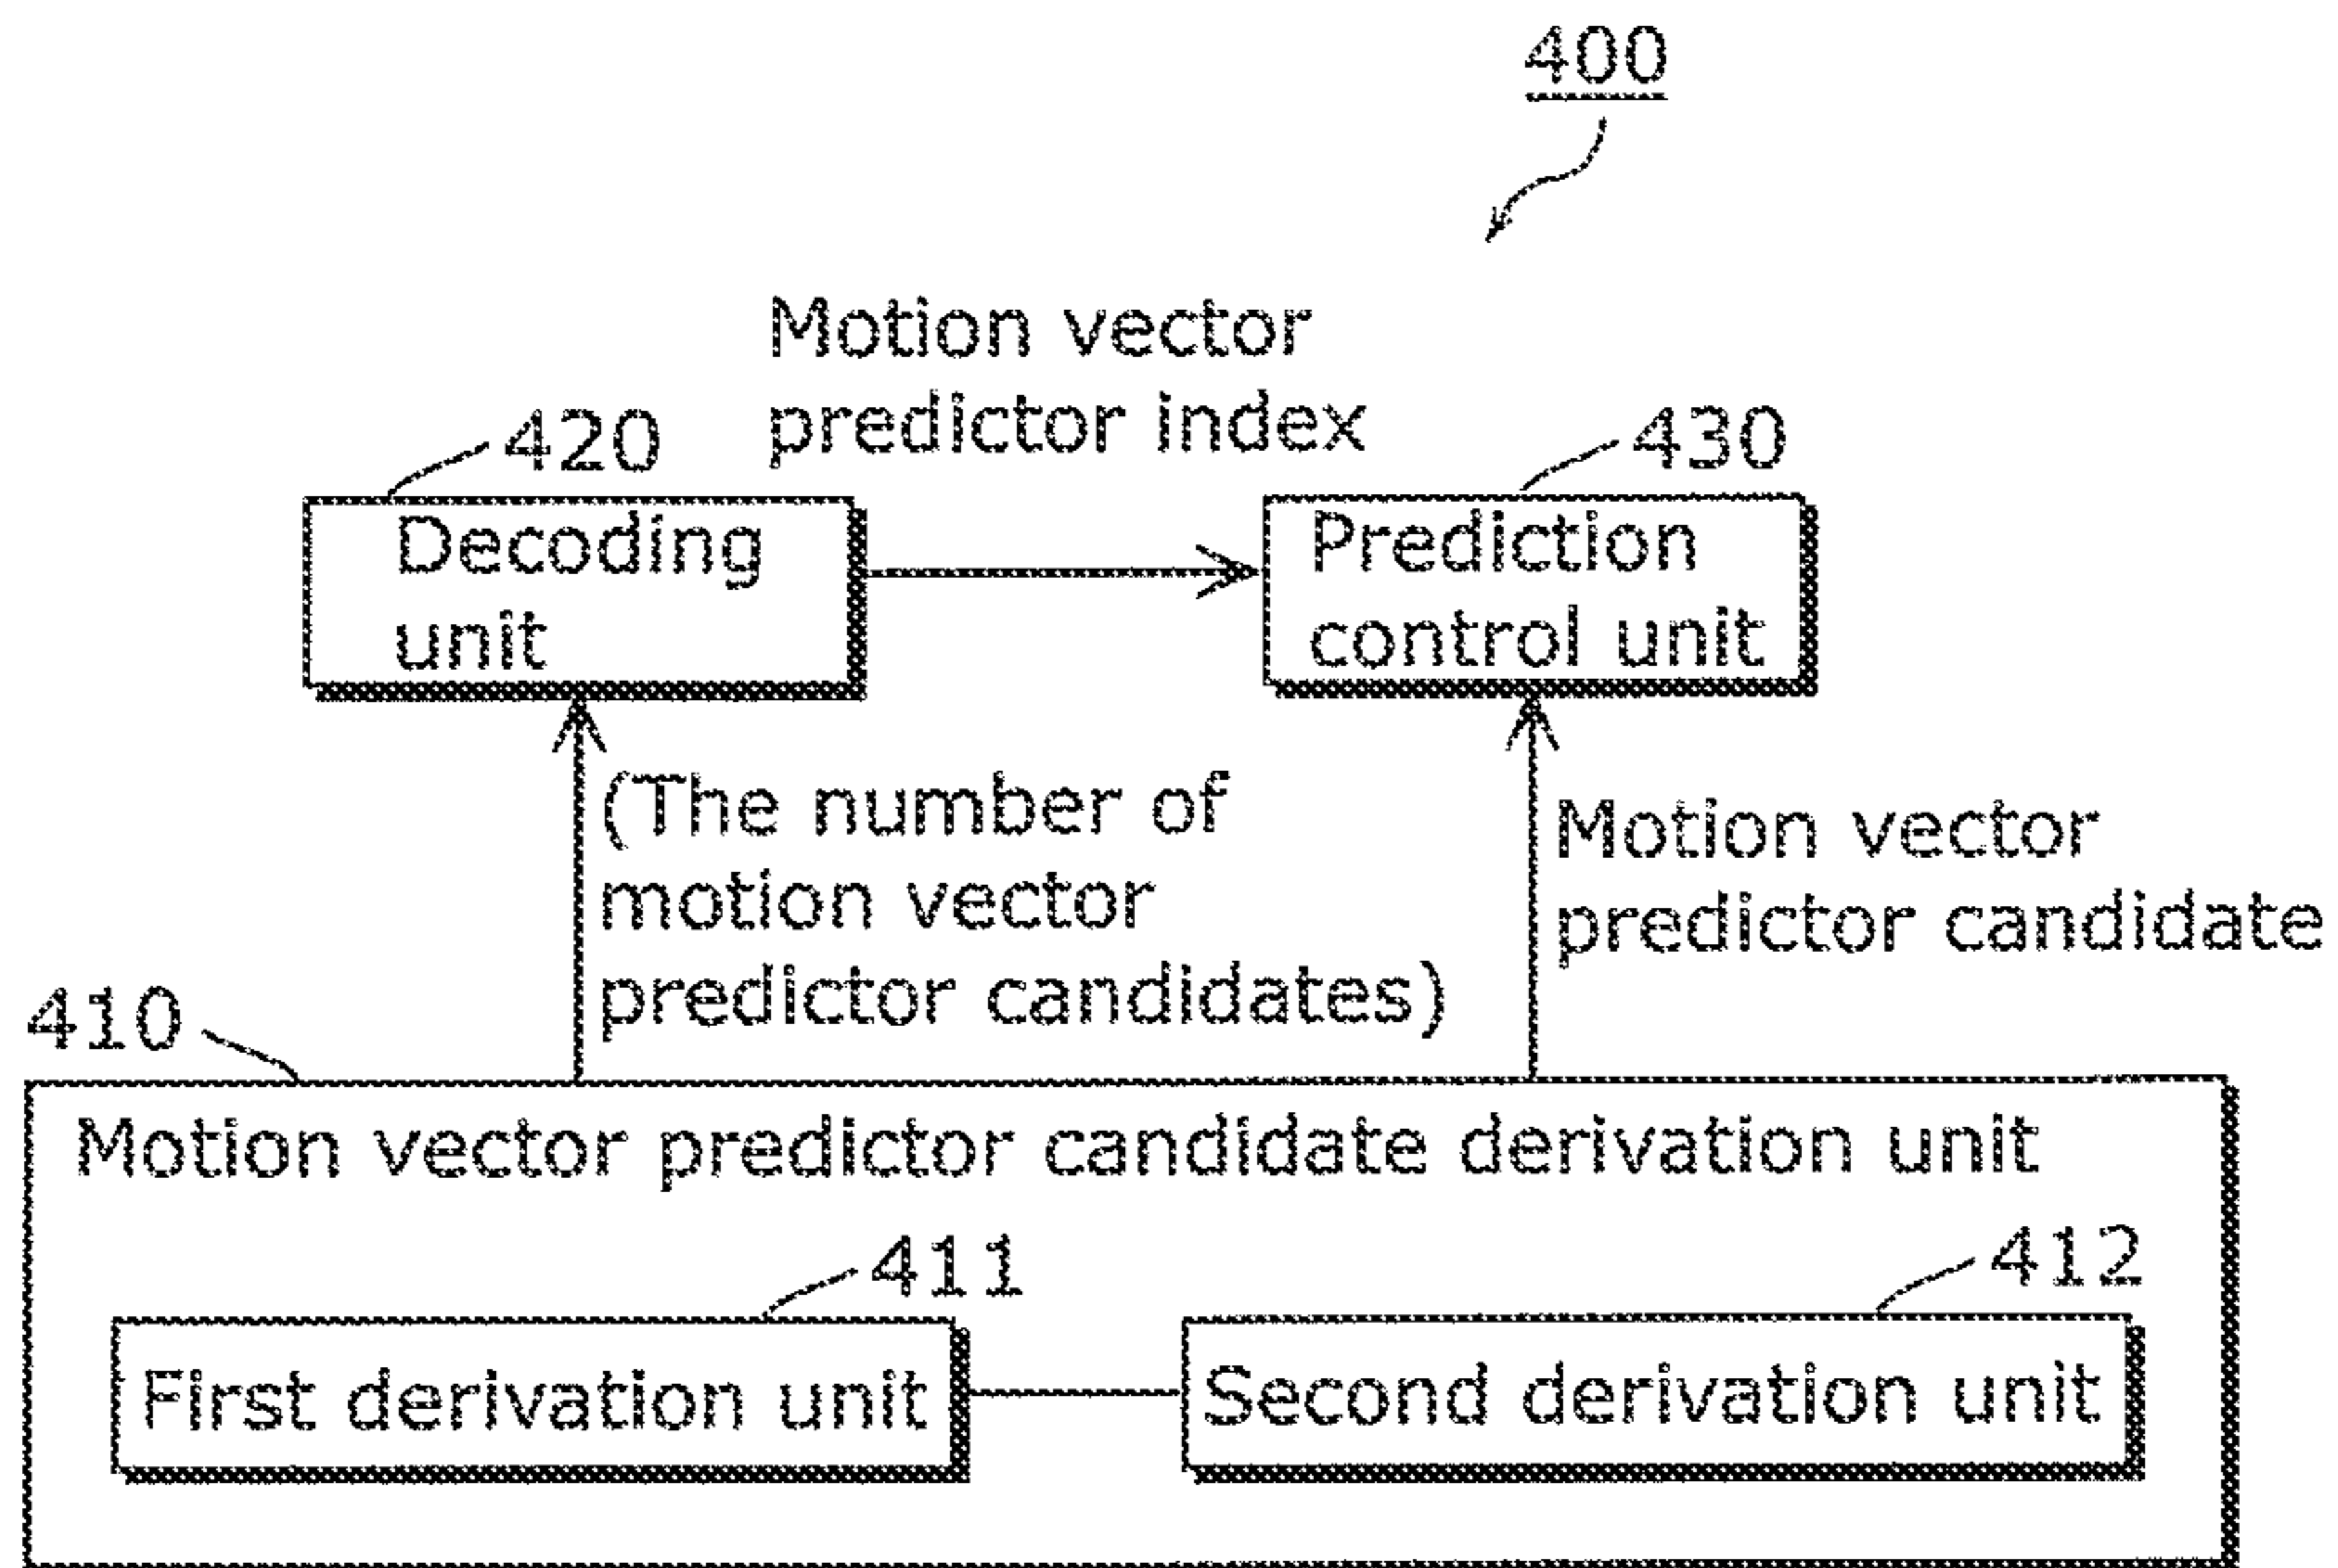 400
Motion vector
predictor index
420
430
Decoding
unit
Prediction
control unit
(The number of
motion vector
predictor candidates)
Motion vector
predictor candidate
410
Motion vector predictor candidate derivation unit
411
412
First derivation unit
Second derivation unit